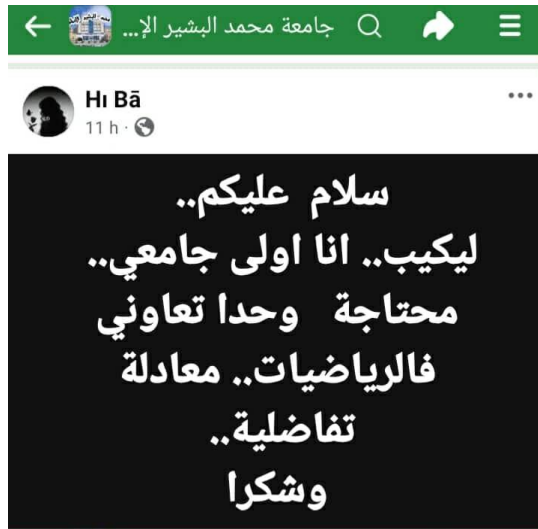 جامعة محمد البشير الإ...
Hı Bā
11 h ·
سلام عليكم..
ليكيب.. انا اولى جامعي..
محتاجة وحدا تعاوني
فالرياضيات.. معادلة
تفاضلية..
وشكرا